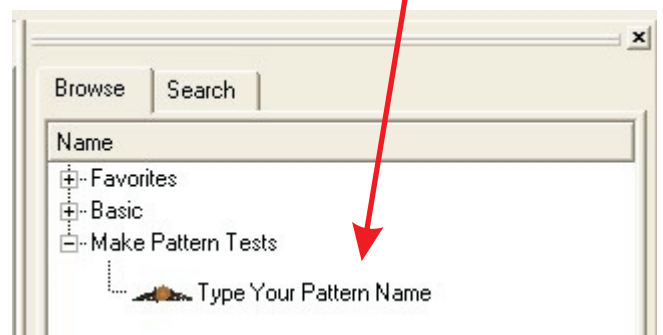 Browse Search
Name
Favorites
Basic
Make Pattern Tests
Type Your Pattern Name